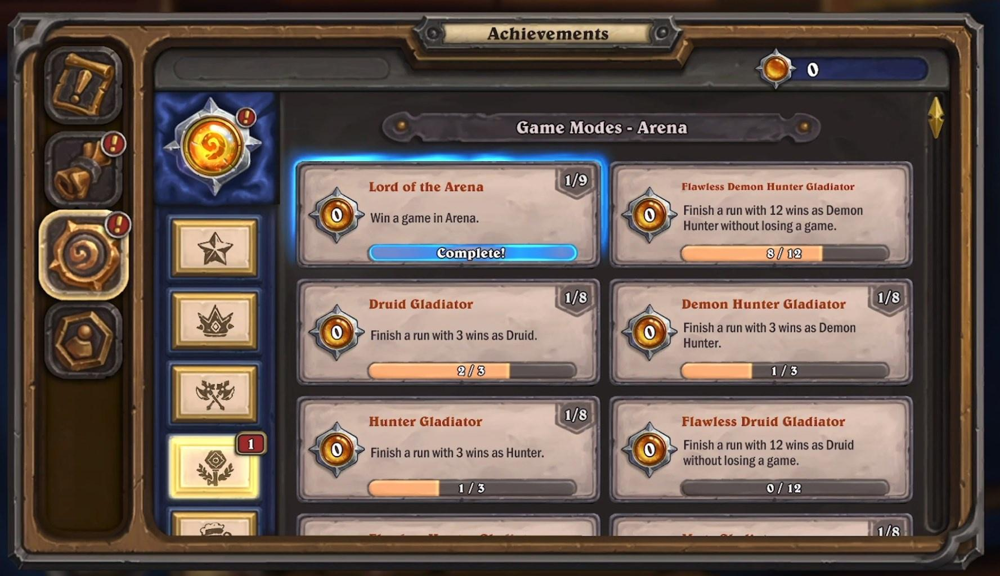 Achievements
0
Game Modes - Arena
Lord of the Arena
1/9
0
Win a game in Arena.
Complete!
Flawless Demon Hunter Gladiator
0
Finish a run with 12 wins as Demon
Hunter without losing a game.
8 / 12
Druid Gladiator
1/8
0
Finish a run with 3 wins as Druid.
2 / 3
Demon Hunter Gladiator
1/8
0
Finish a run with 3 wins as Demon
Hunter.
1 / 3
1
Hunter Gladiator
1/8
0
Finish a run with 3 wins as Hunter.
1 / 3
Flawless Druid Gladiator
0
Finish a run with 12 wins as Druid
without losing a game.
0 / 12
1/8